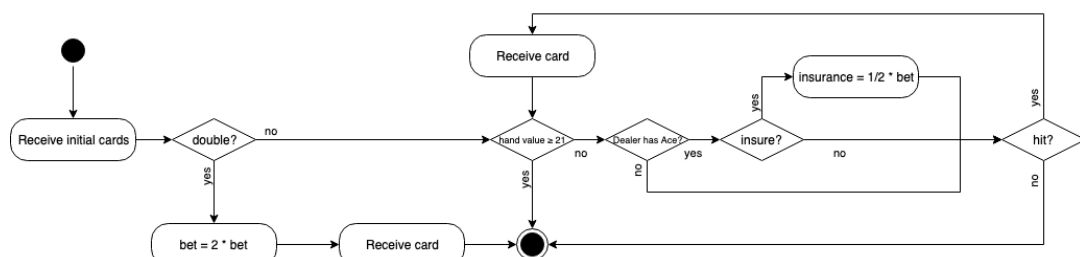 Receive card
insurance = 1/2 * bet
yes
yes
Receive initial cards
double?
no
hand value ≥ 21
no
Dealer has Ace?
yes
insure?
no
hit?
yes
yes
no
no
bet = 2 * bet
Receive card